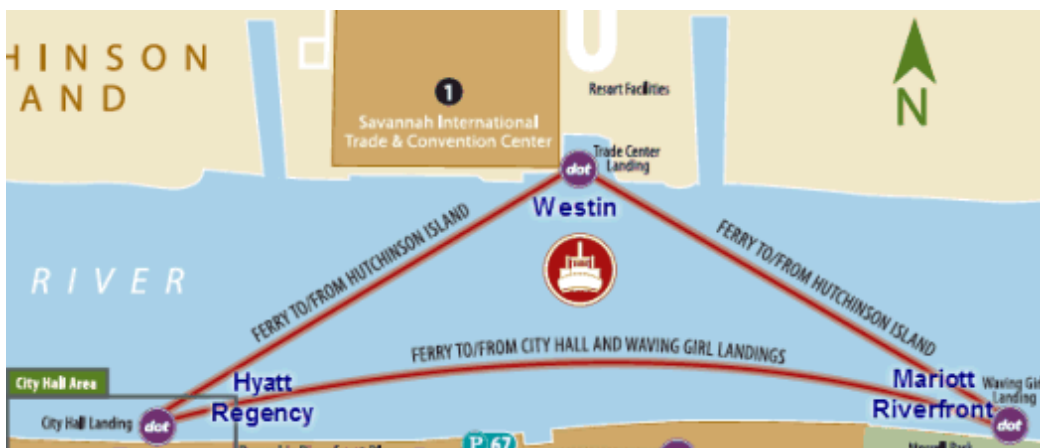 HINSON
AND
1
Savannah International
Trade & Convention Center
Resort Facilities
N
Trade Center
Landing
dot
Westin
FERRY TO/FROM HUTCHINSON ISLAND
FERRY TO/FROM HUTCHINSON ISLAND
RIVER
FERRY TO/FROM CITY HALL AND WAVING GIRL LANDINGS
City Hall Area
Hyatt
Regency
City Hall Landing
dot
Mariott
Riverfront
Waving Girl
Landing
dot
P 67